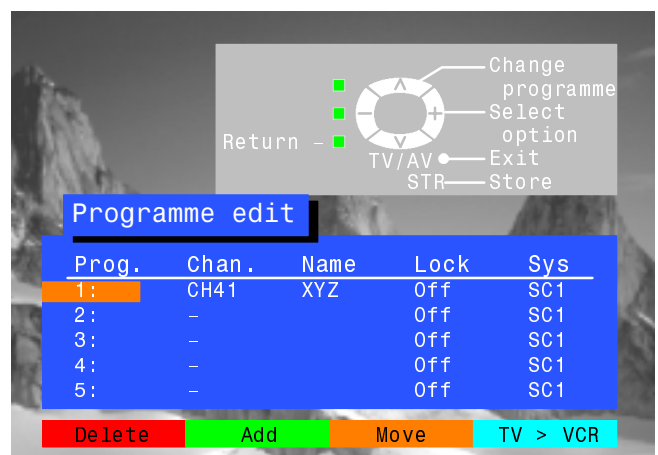 Change
programme
Select
option
Return –
TV/AV
Exit
STR
Store
Programme edit
Prog. Chan. Name Lock Sys
1: CH41 XYZ Off SC1
2: – Off SC1
3: – Off SC1
4: – Off SC1
5: – Off SC1
Delete Add Move TV > VCR